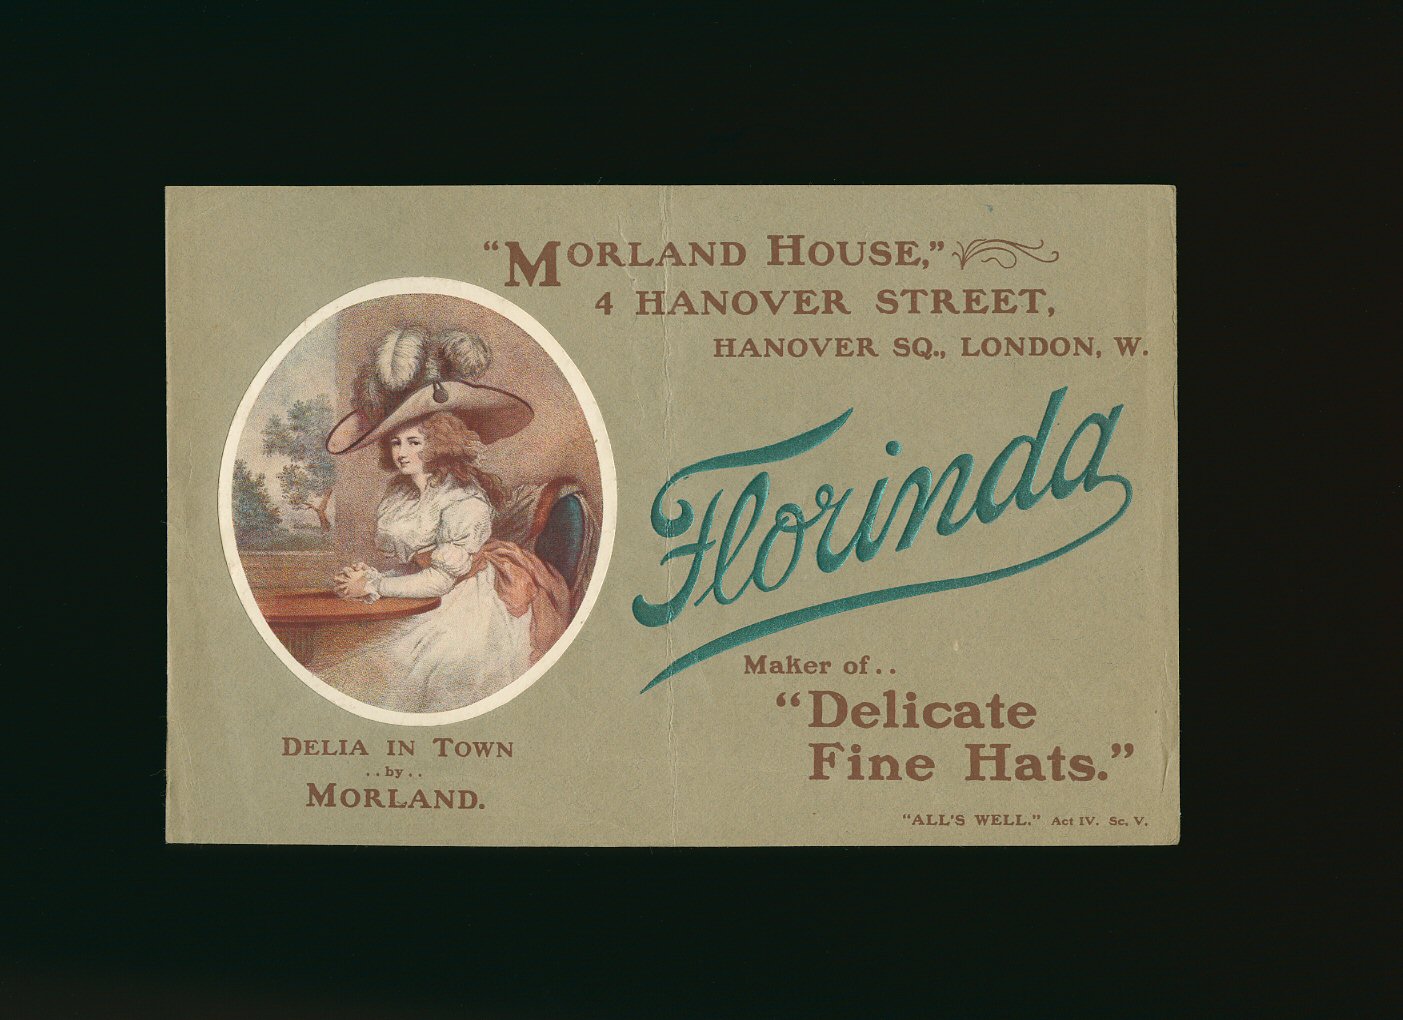 "MORLAND HOUSE,"
4 HANOVER STREET,
HANOVER SQ., LONDON, W.
Florinda
Maker of..
"Delicate
Fine Hats."
"ALL'S WELL." Act IV. Sc. V.
DELIA IN TOWN
..by..
MORLAND.